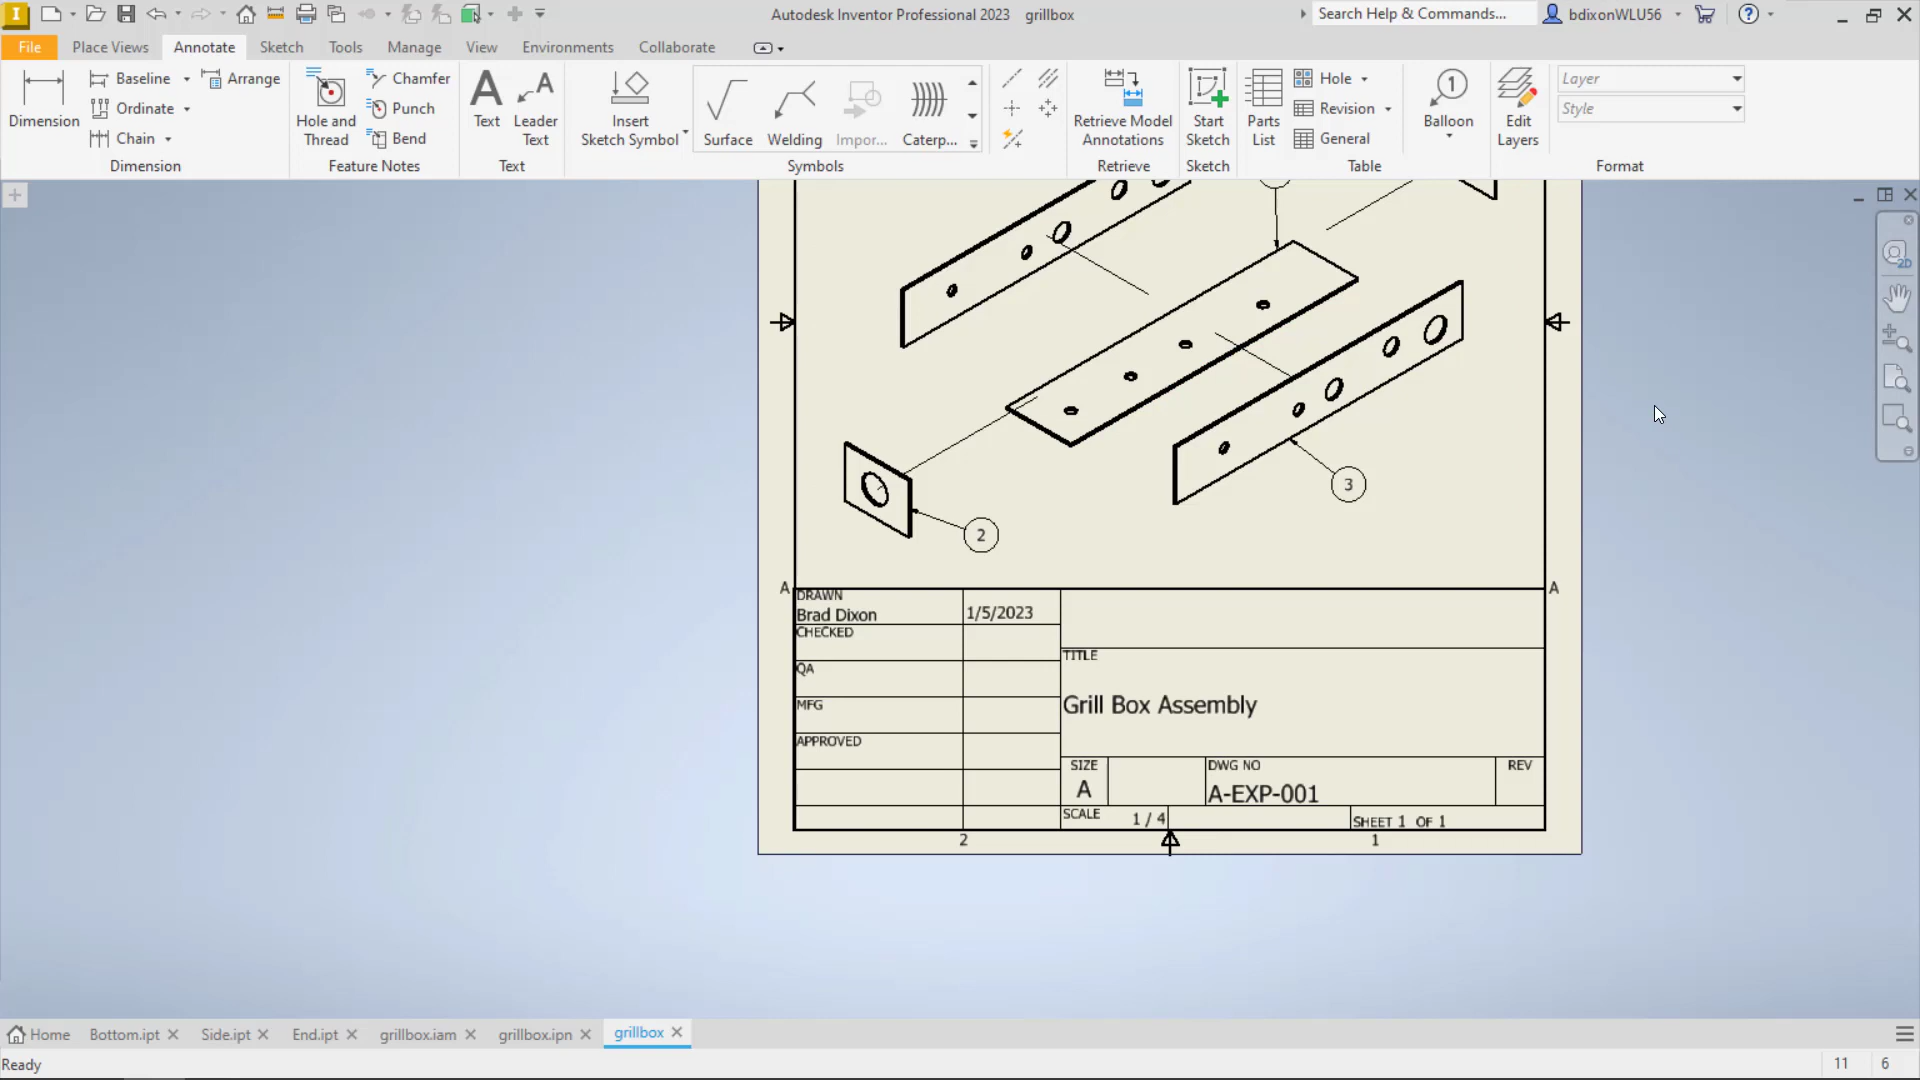 Autodesk Inventor Professional 2023 grillbox
Search Help & Commands...
bdixonWLU56
File
Place Views
Annotate
Sketch
Tools
Manage
View
Environments
Collaborate
Dimension
Baseline
Ordinate
Chain
Arrange
Dimension
Hole and
Thread
Chamfer
Punch
Bend
Feature Notes
Text
Leader
Text
Text
Insert
Sketch Symbol
Surface
Welding
Impor...
Caterp...
Symbols
Retrieve Model
Annotations
Retrieve
Start
Sketch
Sketch
Parts
List
Hole
Revision
General
Table
1
Balloon
Edit
Layers
Layer
Style
Format
2D
3
2
A
A
DRAWN
Brad Dixon
1/5/2023
CHECKED
QA
MFG
APPROVED
TITLE
Grill Box Assembly
SIZE
A
DWG NO
A-EXP-001
REV
SCALE
1 / 4
SHEET 1 OF 1
2
1
Home
Bottom.ipt
Side.ipt
End.ipt
grillbox.iam
grillbox.ipn
grillbox
Ready
11
6